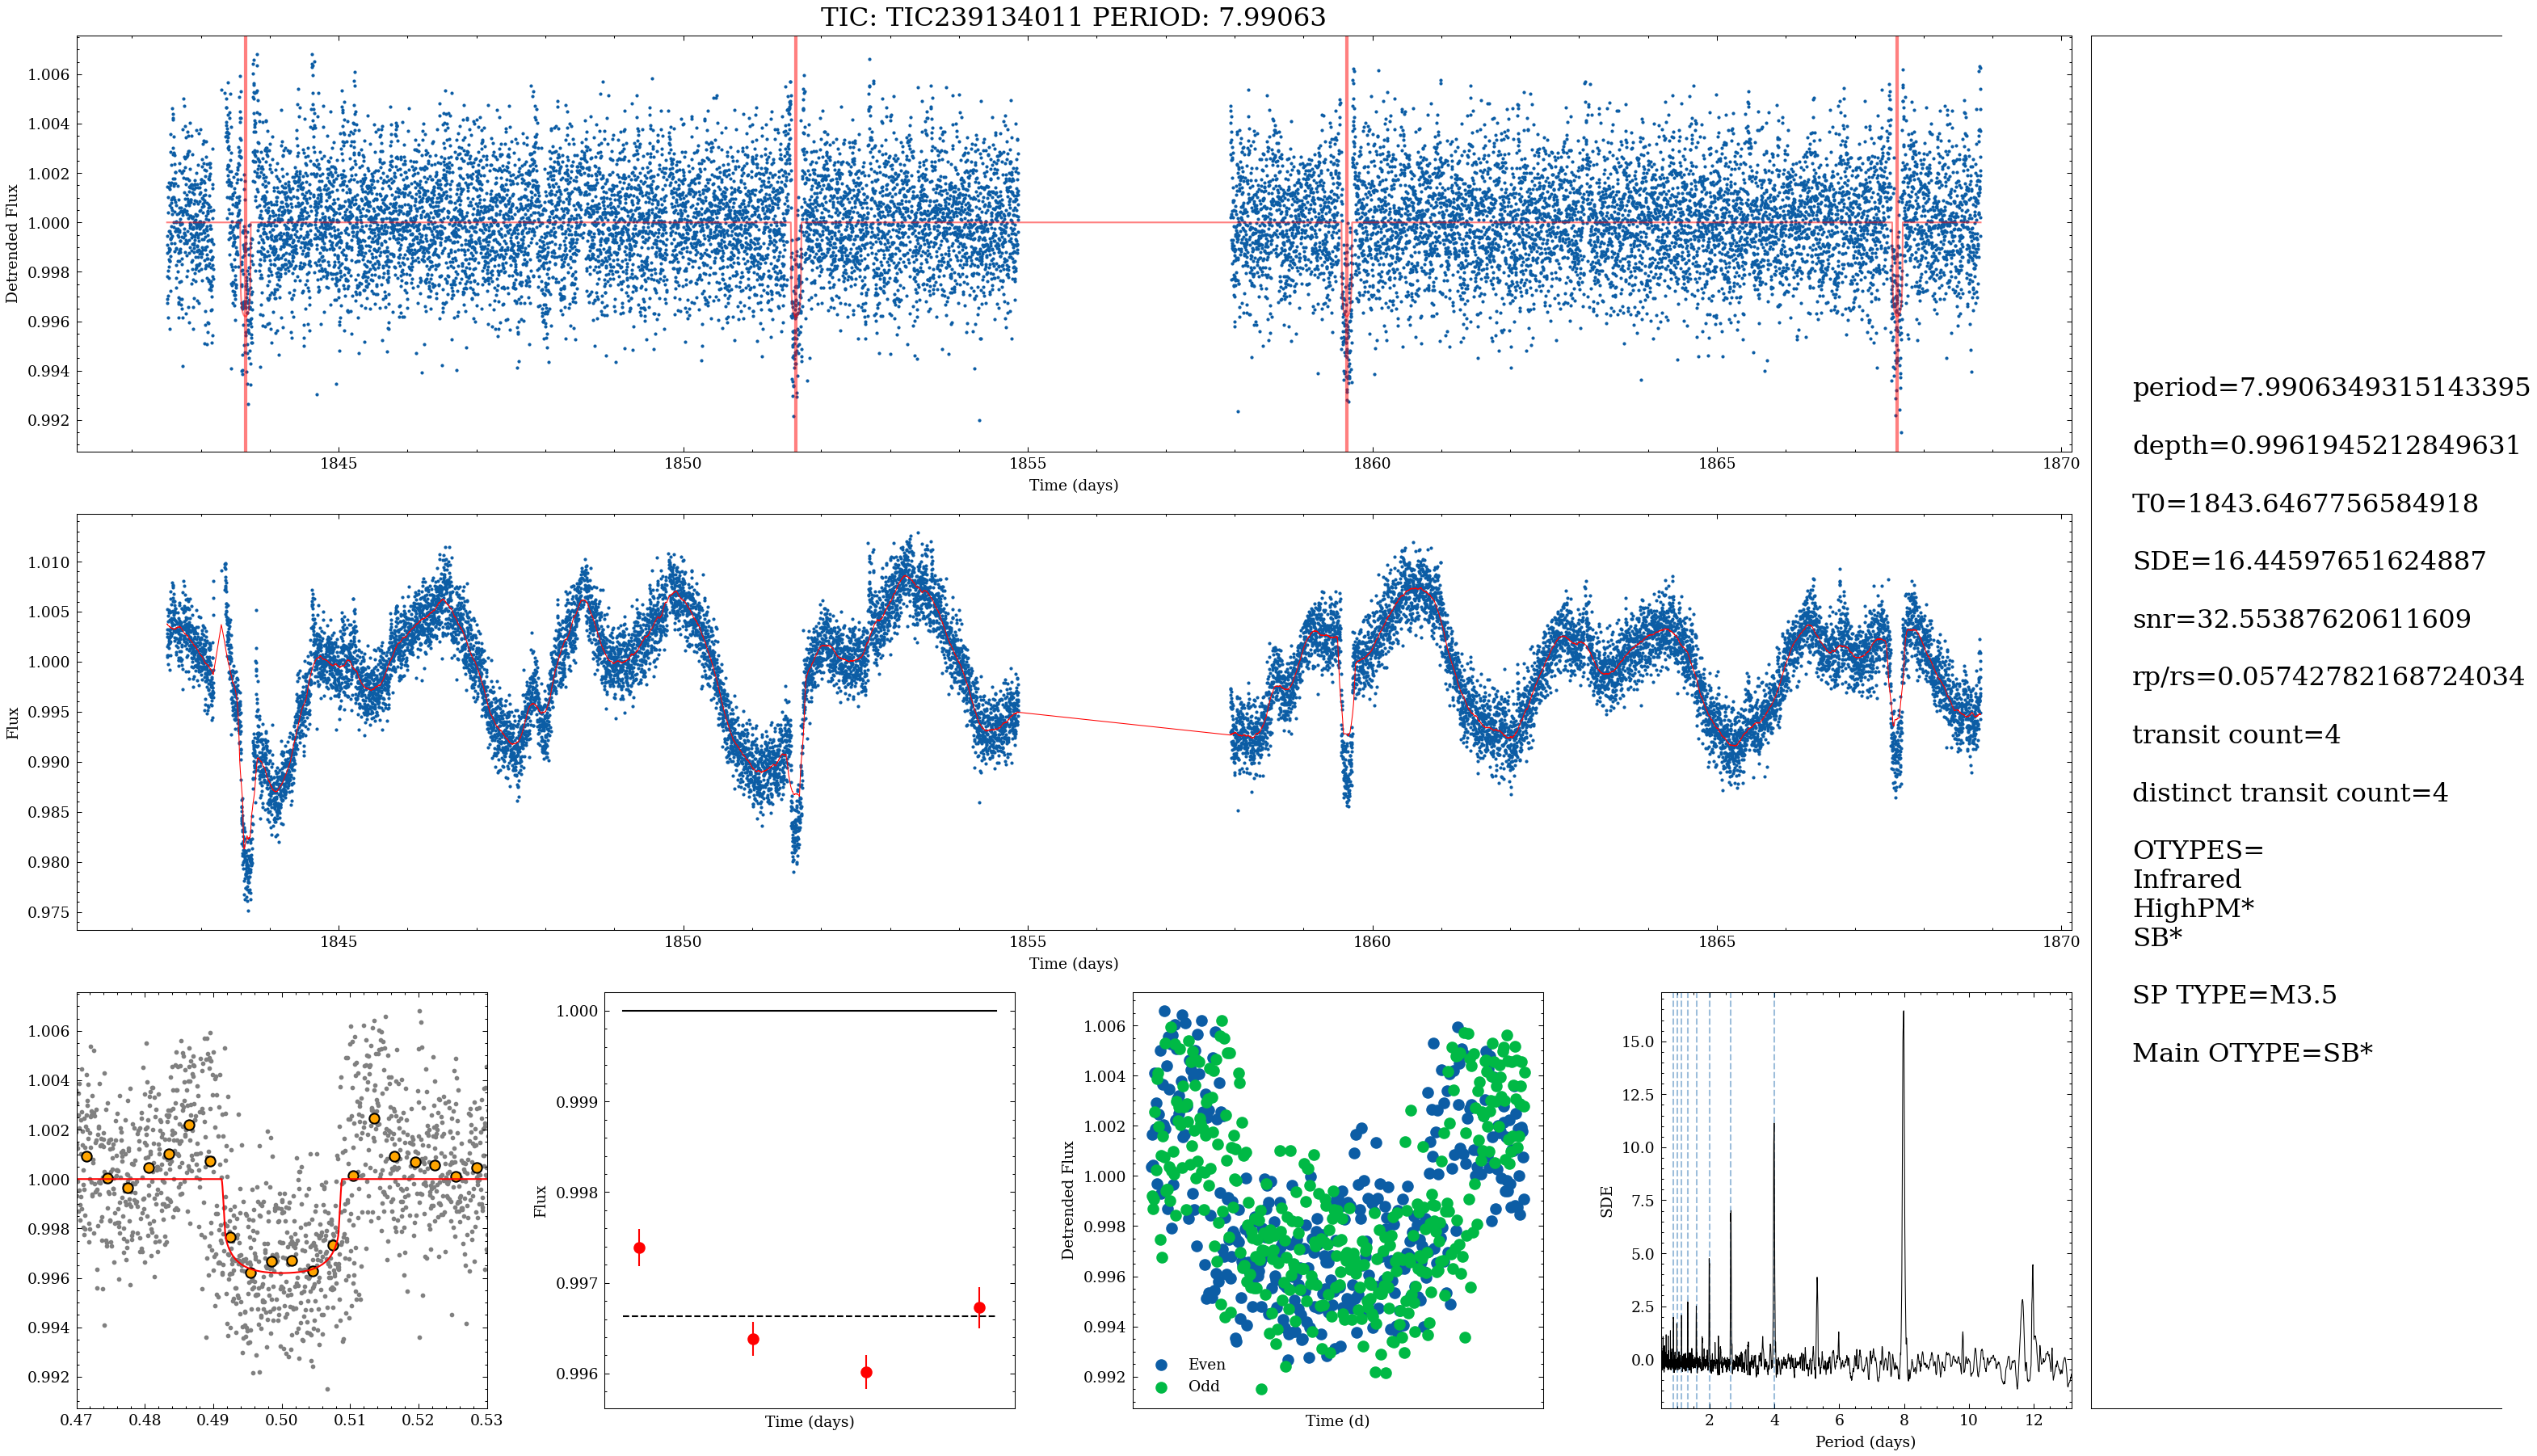 TIC: TIC239134011 PERIOD: 7.99063
Detrended Flux
1.006
1.004
1.002
1.000
0.998
0.996
0.994
0.992
1845
1850
1855
1860
1865
1870
Time (days)
Flux
1.010
1.005
1.000
0.995
0.990
0.985
0.980
0.975
1845
1850
1855
1860
1865
1870
Time (days)
1.006
1.004
1.002
1.000
0.998
0.996
0.994
0.992
0.47
0.48
0.49
0.50
0.51
0.52
0.53
Flux
1.000
0.999
0.998
0.997
0.996
Time (days)
Detrended Flux
1.006
1.004
1.002
1.000
0.998
0.996
0.994
0.992
Even
Odd
Time (d)
SDE
15.0
12.5
10.0
7.5
5.0
2.5
0.0
2
4
6
8
10
12
Period (days)
period=7.9906349315143395
depth=0.9961945212849631
T0=1843.6467756584918
SDE=16.44597651624887
snr=32.55387620611609
rp/rs=0.05742782168724034
transit count=4
distinct transit count=4
OTYPES=
Infrared
HighPM*
SB*
SP TYPE=M3.5
Main OTYPE=SB*